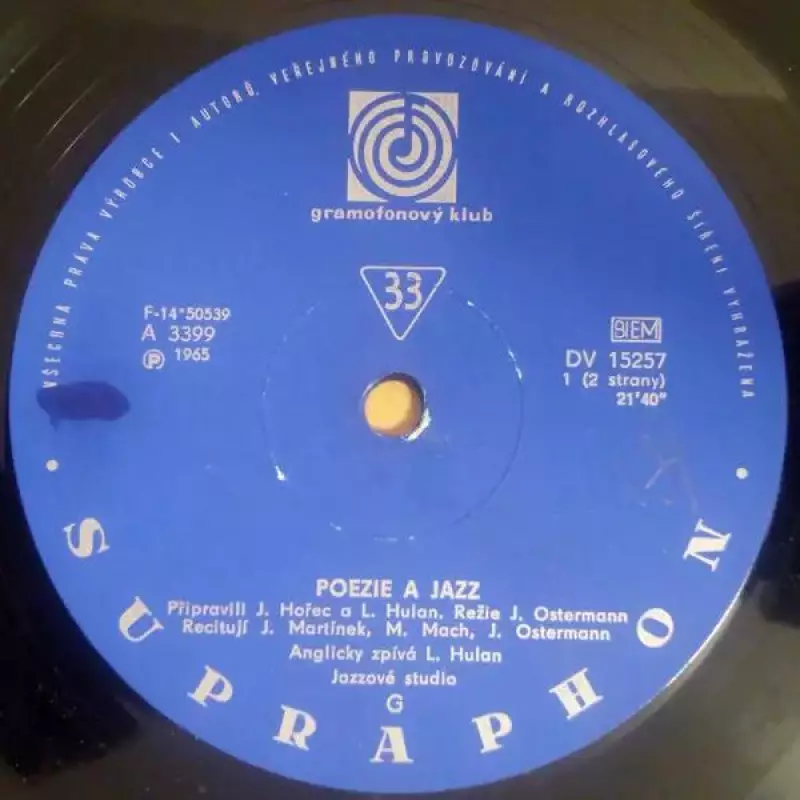 VŠECHNA PRÁVA VÝROBCE I AUTORŮ, VEŘEJNÉHO PROVOZOVÁNÍ A ROZHLASOVÉHO ŠÍŘENÍ VYHRAŽENA
gramofonový klub
33
F-14*50539
A 3399
Ⓟ 1965
BIEM
DV 15257
1 (2 strany)
21'40"
POEZIE A JAZZ
Připravili J. Hořec a L. Hulan. Režie J. Ostermann
Recitují J. Martínek, M. Mach, J. Ostermann
Anglicky zpívá L. Hulan
Jazzové studio
G
• SUPRAPHON •